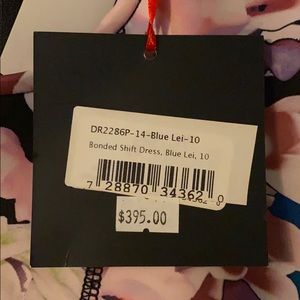 DR2286P-14-Blue Lei-10
Bonded Shift Dress, Blue Lei, 10
7 28870 34362 0
$395.00